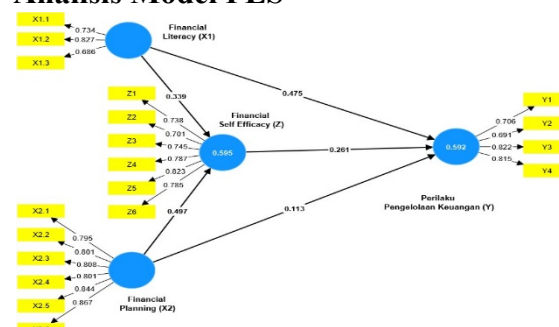 Analysis Model PLS
X1.1
X1.2
X1.3
0.734
0.827
0.686
Financial
Literacy (X1)
0.339
0.475
Z1
Z2
Z3
Z4
Z5
Z6
0.738
0.701
0.745
0.787
0.823
0.785
Financial
Self Efficacy (Z)
0.595
0.261
0.592
0.706
0.691
0.822
0.815
Y1
Y2
Y3
Y4
Perilaku
Pengelolaan Keuangan (Y)
0.497
0.113
X2.1
X2.2
X2.3
X2.4
X2.5
0.795
0.801
0.808
0.801
0.844
0.867
Financial
Planning (X2)